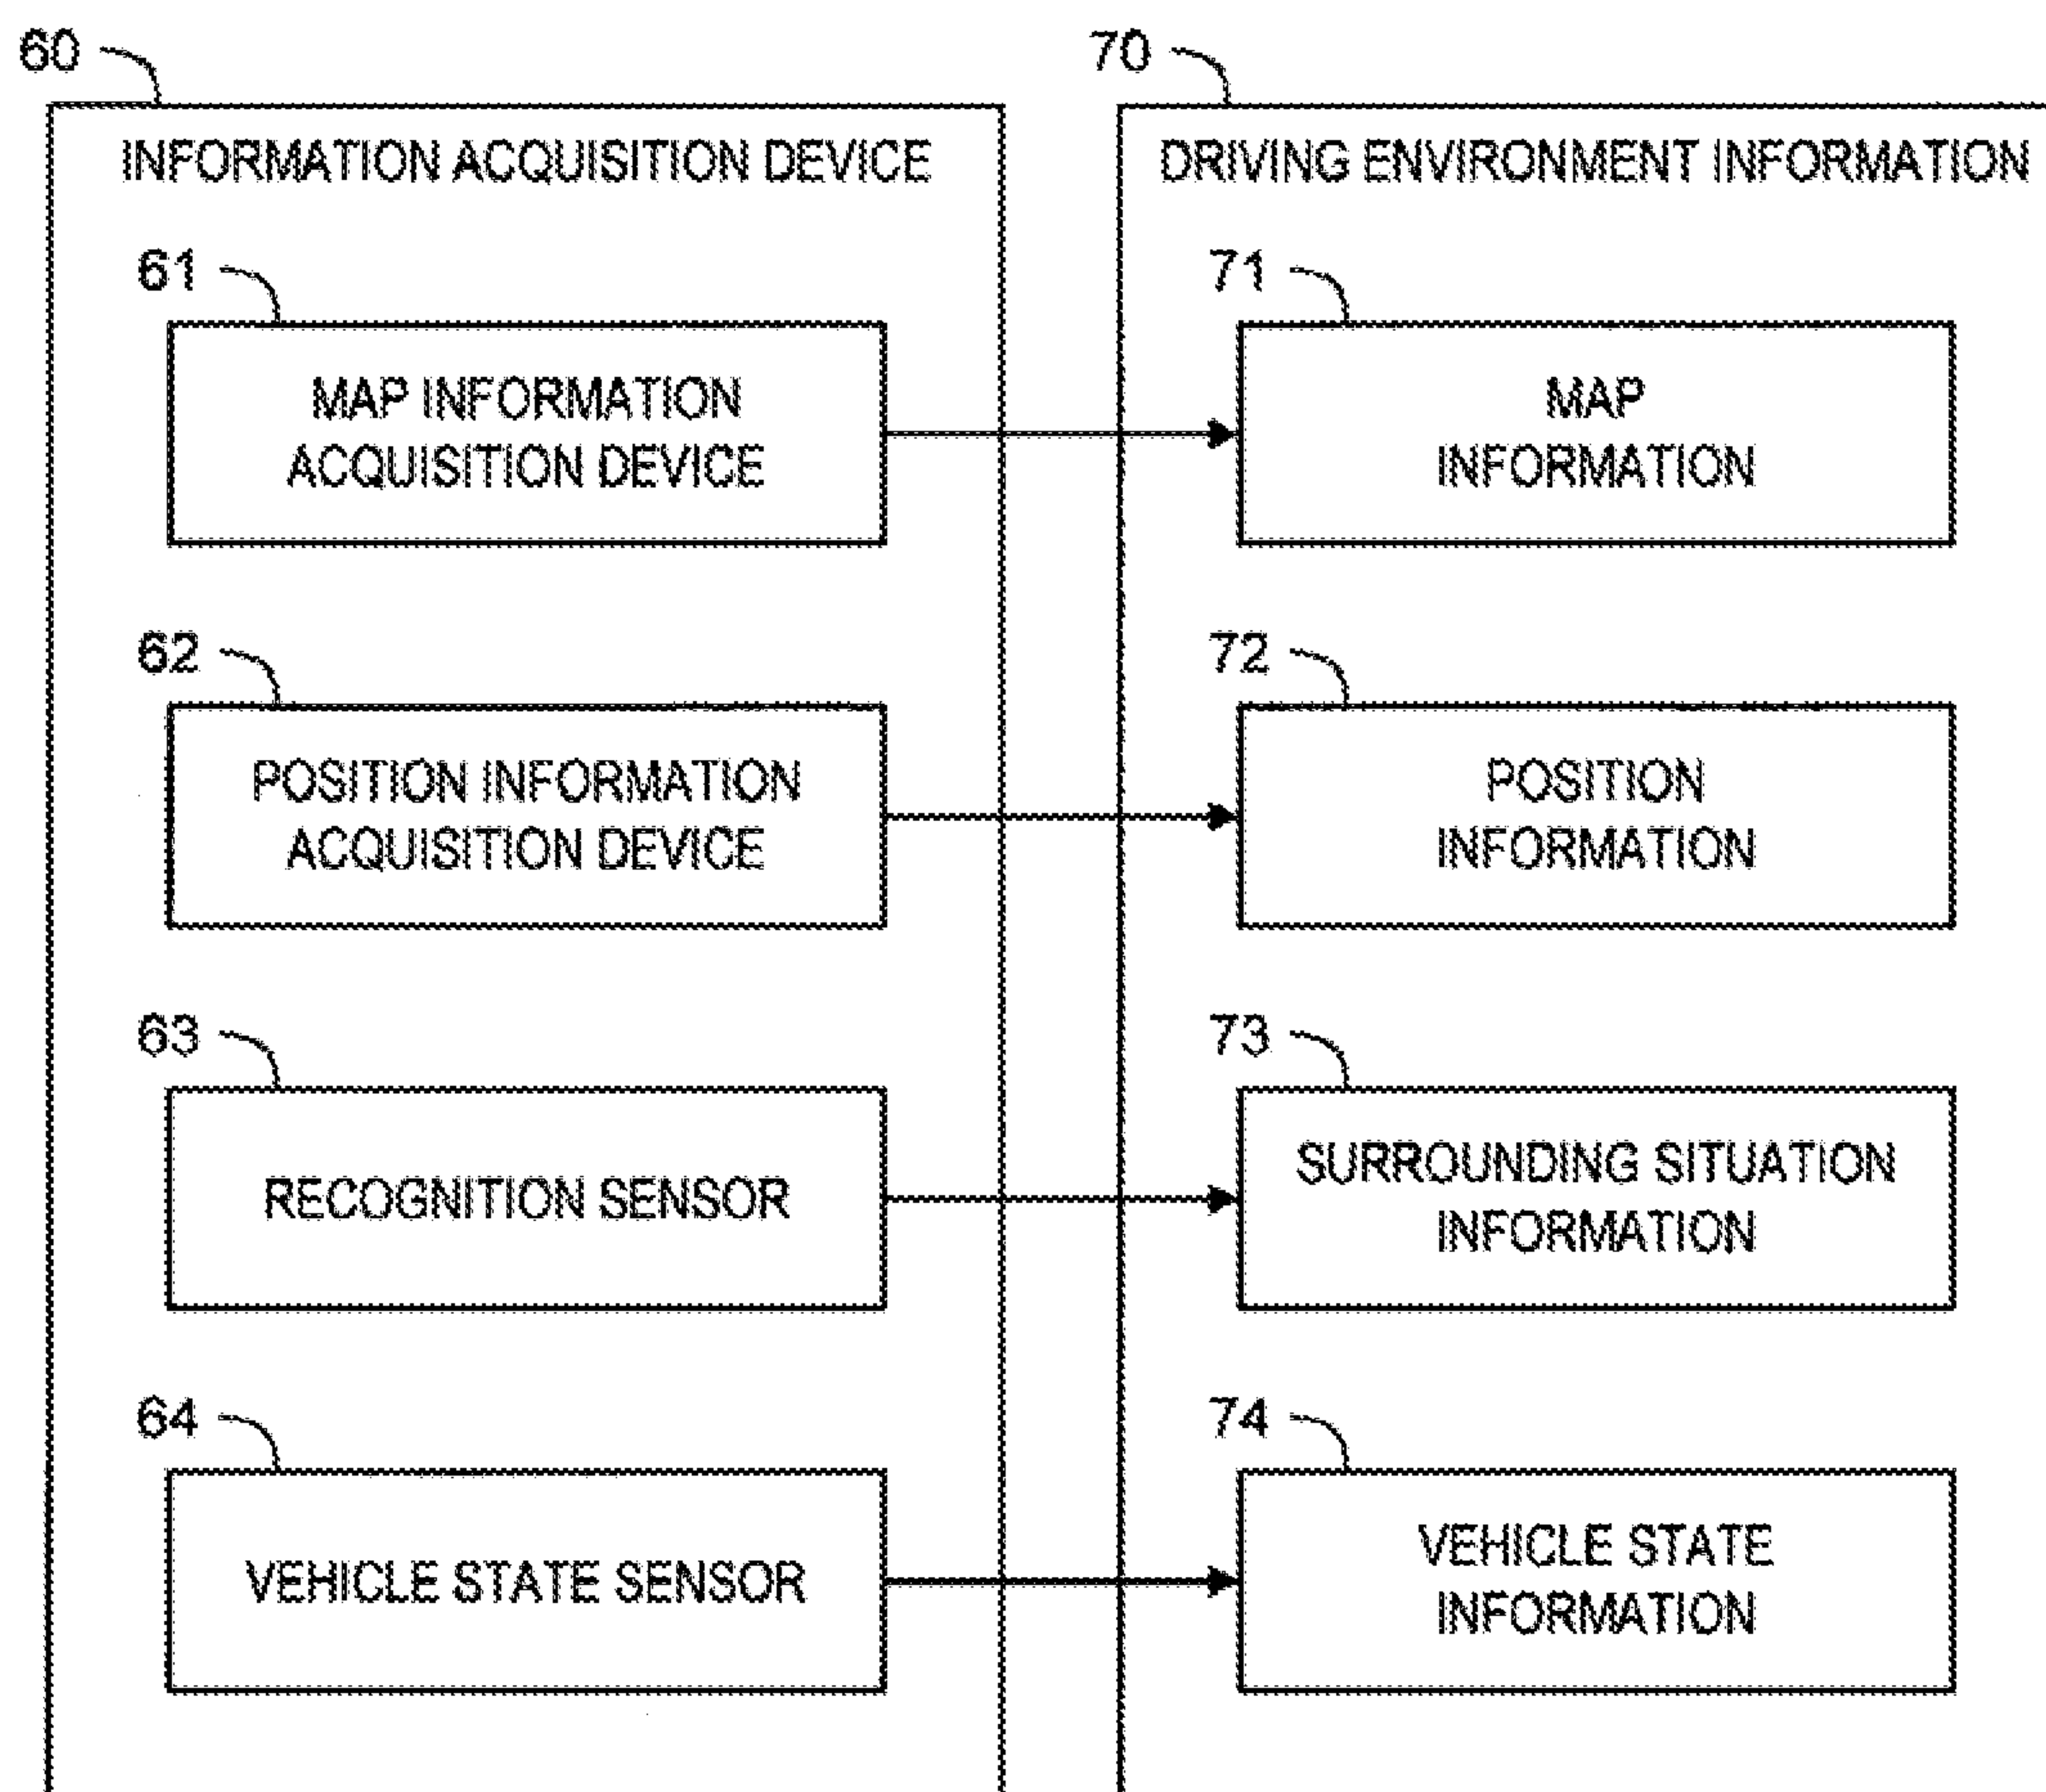 60
INFORMATION ACQUISITION DEVICE
61
MAP INFORMATION
ACQUISITION DEVICE
62
POSITION INFORMATION
ACQUISITION DEVICE
63
RECOGNITION SENSOR
64
VEHICLE STATE SENSOR
70
DRIVING ENVIRONMENT INFORMATION
71
MAP
INFORMATION
72
POSITION
INFORMATION
73
SURROUNDING SITUATION
INFORMATION
74
VEHICLE STATE
INFORMATION